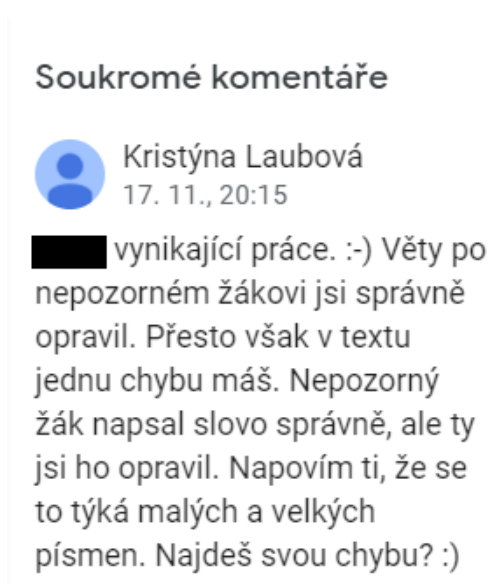 Soukromé komentáře
Kristýna Laubová
17. 11., 20:15
vynikající práce. :-) Věty po
nepozorném žákovi jsi správně
opravil. Přesto však v textu
jednu chybu máš. Nepozorný
žák napsal slovo správně, ale ty
jsi ho opravil. Napovím ti, že se
to týká malých a velkých
písmen. Najdeš svou chybu? :)